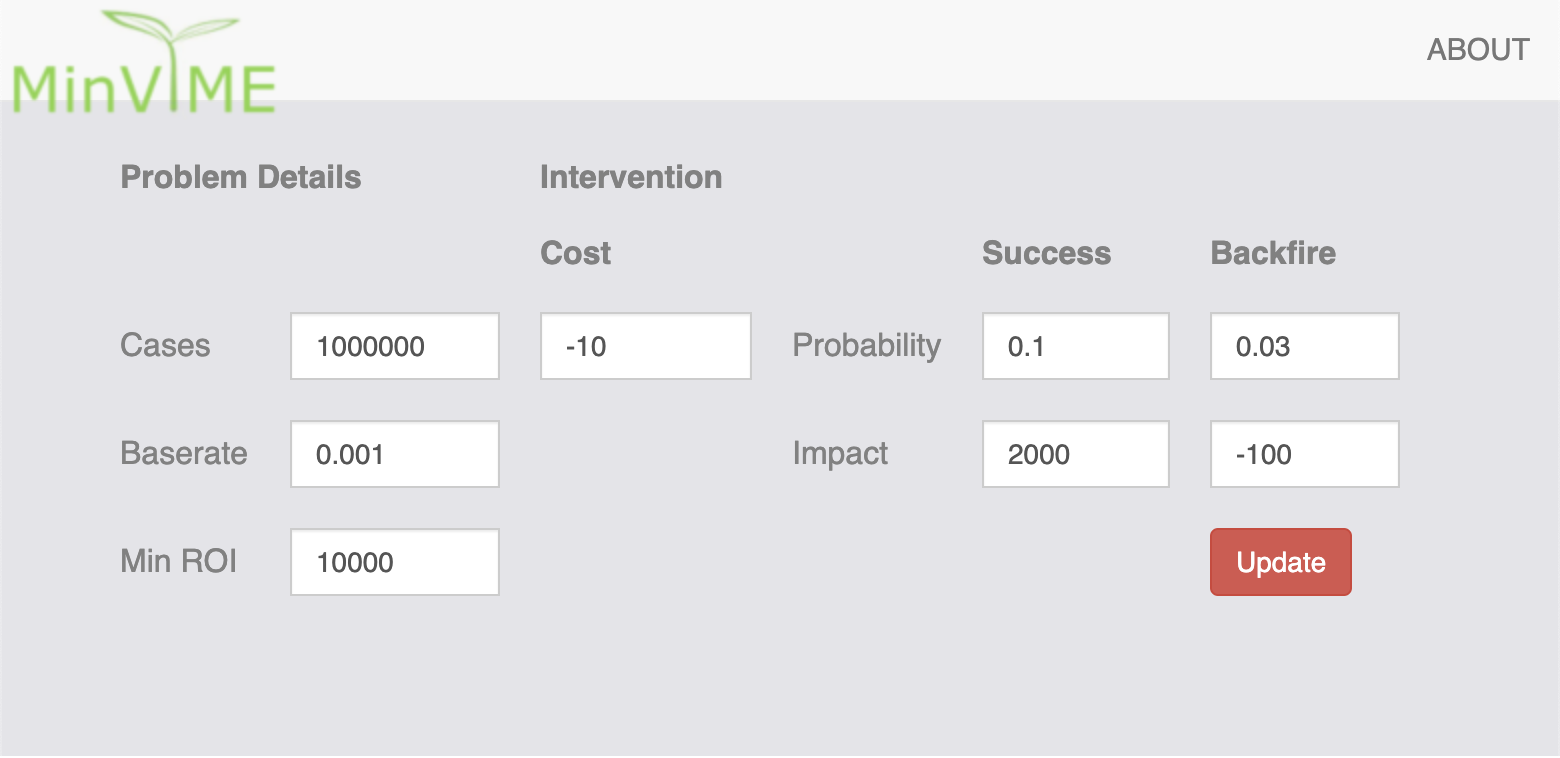 MinVIME
ABOUT
Problem Details Intervention
Cost Success Backfire
Cases 1000000 -10 Probability 0.1 0.03
Baserate 0.001 Impact 2000 -100
Min ROI 10000 Update